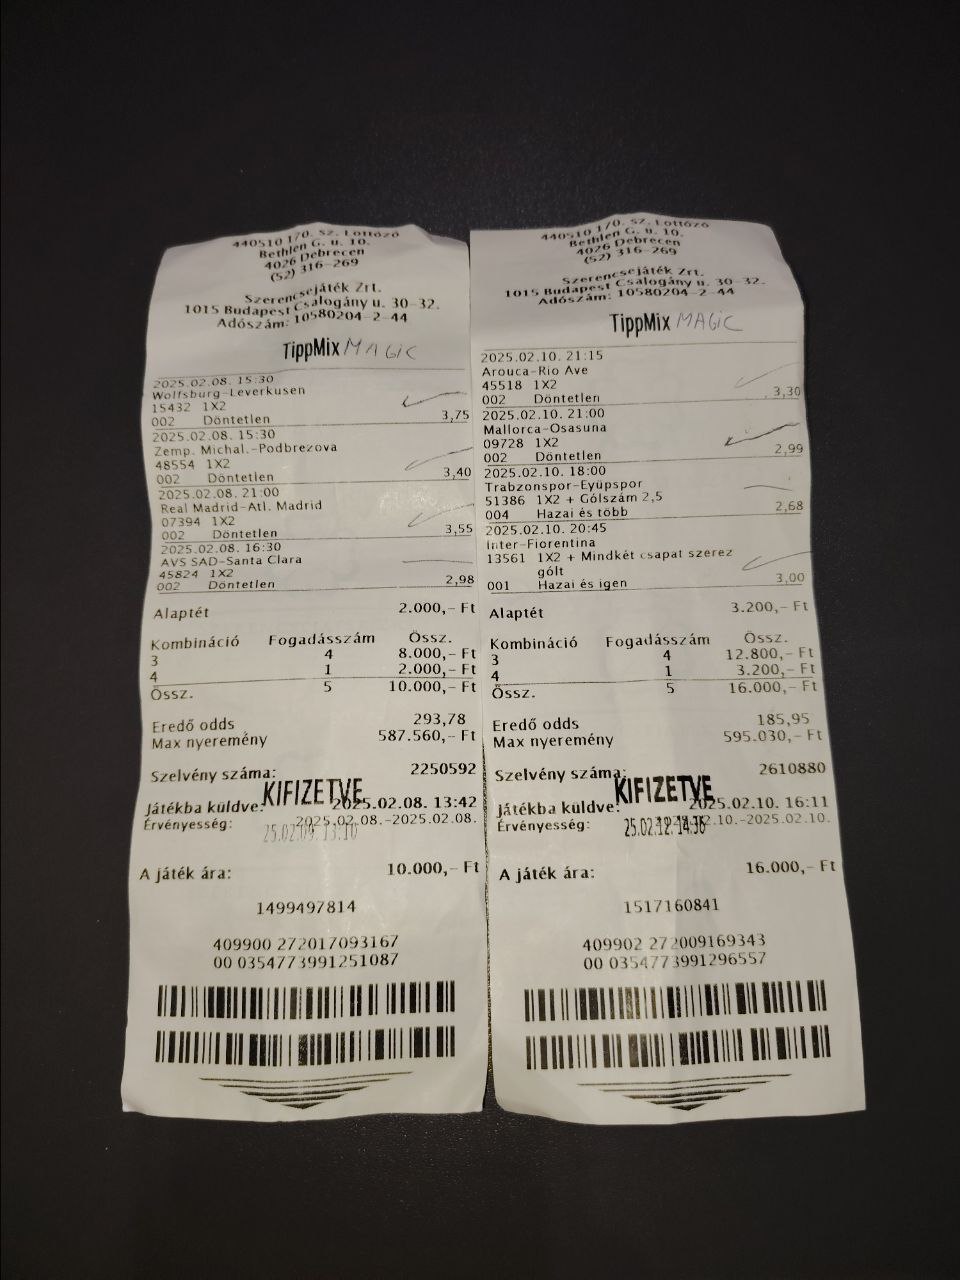 440510 170. sz. Lottózó
Bethlen G. u. 10.
4026 Debrecen
(52) 316-269
Szerencsejáték Zrt.
1015 Budapest Csalogány u. 30-32.
Adószám: 10580204-2-44
TippMix MAGIC
2025.02.08. 15:30
Wolfsburg-Leverkusen
15432 1X2
002 Döntetlen 3,75
2025.02.08. 15:30
Zemp. Michal.-Podbrezova
48554 1X2
002 Döntetlen 3,40
2025.02.08. 21:00
Real Madrid-Atl. Madrid
07394 1X2
002 Döntetlen 3,55
2025.02.08. 16:30
AVS SAD-Santa Clara
45824 1X2
002 Döntetlen 2,98
Alaptét 2.000,- Ft
Kombináció Fogadásszám Össz.
3 4 8.000,- Ft
4 1 2.000,- Ft
Össz. 5 10.000,- Ft
Eredő odds 293,78
Max nyeremény 587.560,- Ft
Szelvény száma: 2250592
KIFIZETVE
Játékba küldve: 2025.02.08. 13:42
Érvényesség: 2025.02.08.-2025.02.08.
25.02.09. 13:10
A játék ára: 10.000,- Ft
1499497814
409900 272017093167
00 0354773991251087
440510 170. sz. Lottózó
Bethlen G. u. 10.
4026 Debrecen
(52) 316-269
Szerencsejáték Zrt.
1015 Budapest Csalogány u. 30-32.
Adószám: 10580204-2-44
TippMix MAGIC
2025.02.10. 21:15
Arouca-Rio Ave
45518 1X2
002 Döntetlen 3,30
2025.02.10. 21:00
Mallorca-Osasuna
09728 1X2
002 Döntetlen 2,99
2025.02.10. 18:00
Trabzonspor-Eyüpspor
51386 1X2 + Gólszám 2,5
004 Hazai és több 2,68
2025.02.10. 20:45
Inter-Fiorentina
13561 1X2 + Mindkét csapat szerez
gólt
001 Hazai és igen 3,00
Alaptét 3.200,- Ft
Kombináció Fogadásszám Össz.
3 4 12.800,- Ft
4 1 3.200,- Ft
Össz. 5 16.000,- Ft
Eredő odds 185,95
Max nyeremény 595.030,- Ft
Szelvény száma: 2610880
KIFIZETVE
Játékba küldve: 2025.02.10. 16:11
Érvényesség: .10.-2025.02.10.
25.02.12. 14:36
A játék ára: 16.000,- Ft
1517160841
409902 272009169343
00 0354773991296557